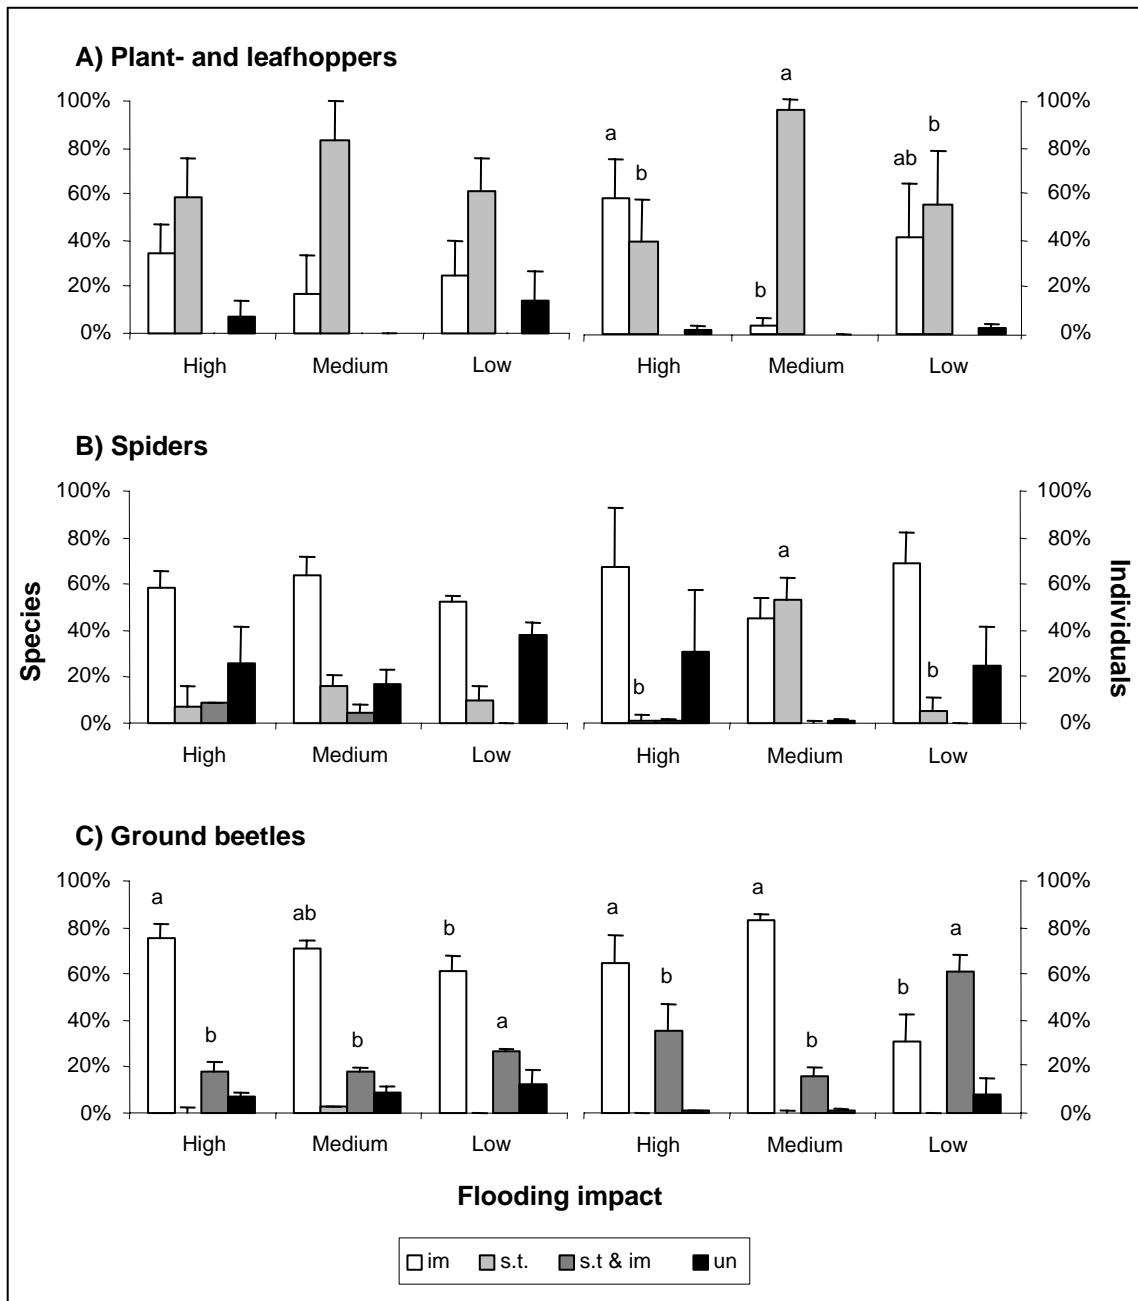 A) Plant- and leafhoppers
a
100% 100%
a
ab b
80% b 80%
60% 60%
40% 40%
20% b 20%
0% 0%
High Medium Low High Medium Low
B) Spiders
100% 100%
80% a 80%
60% 60%
40% 40%
20% b b 20%
0% 0%
High Medium Low High Medium Low
Species
Individuals
C) Ground beetles
100% 100%
a ab b a a a
80% 80%
60% b b 60%
40% b b a b 40%
20% 20%
0% 0%
High Medium Low High Medium Low
Flooding impact
im s.t. s.t & im un